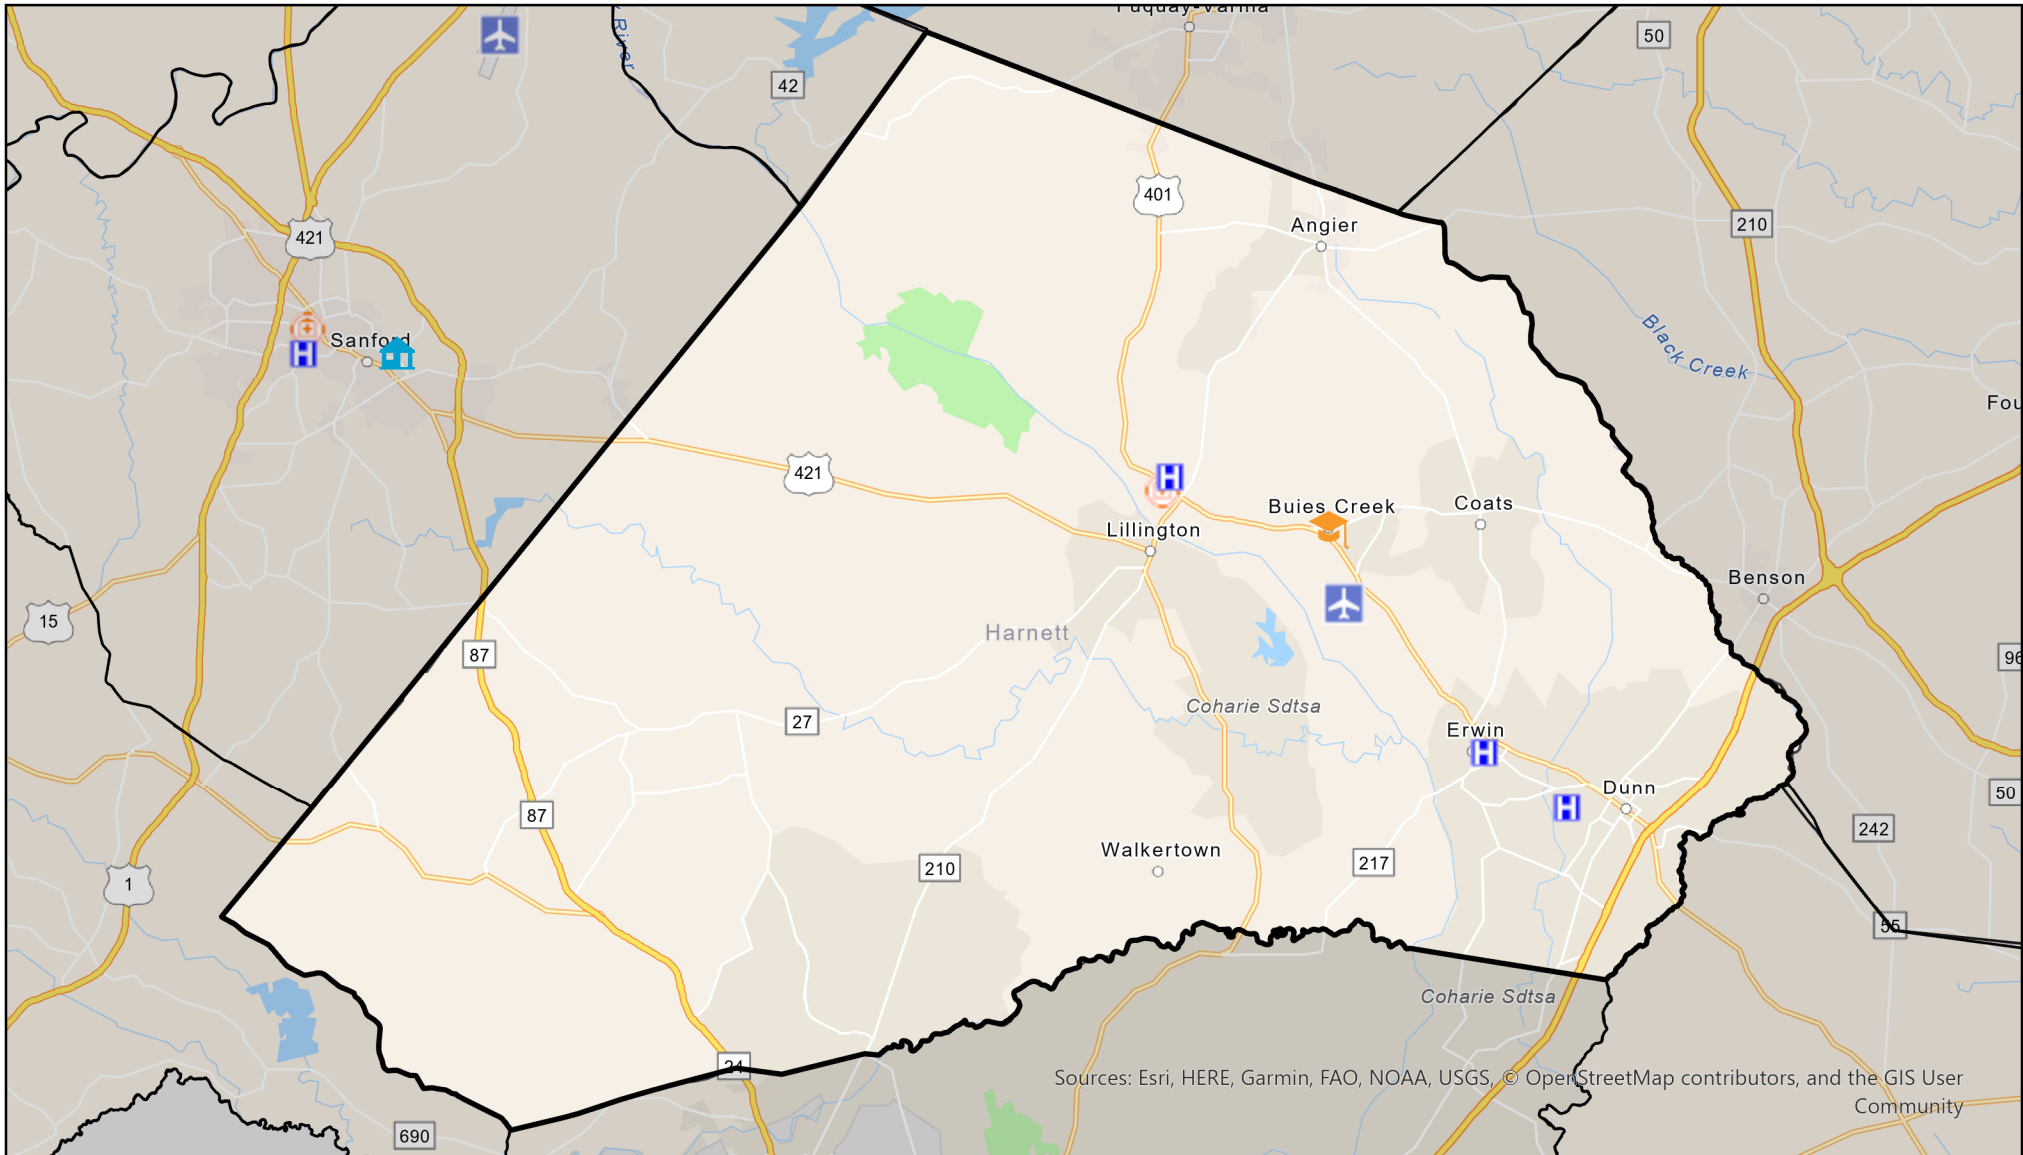 Fuquay-Varina
River
50
42
401
210
Angier
421
Black Creek
Sanford
H
Fou
421
H
Buies Creek
Coats
Lillington
Benson
15
Harnett
87
96
Coharie Sdtsa
27
Erwin
H
Dunn
50
H
87
242
Walkertown
217
210
1
55
Coharie Sdtsa
24
Sources: Esri, HERE, Garmin, FAO, NOAA, USGS, © OpenStreetMap contributors, and the GIS User
Community
690